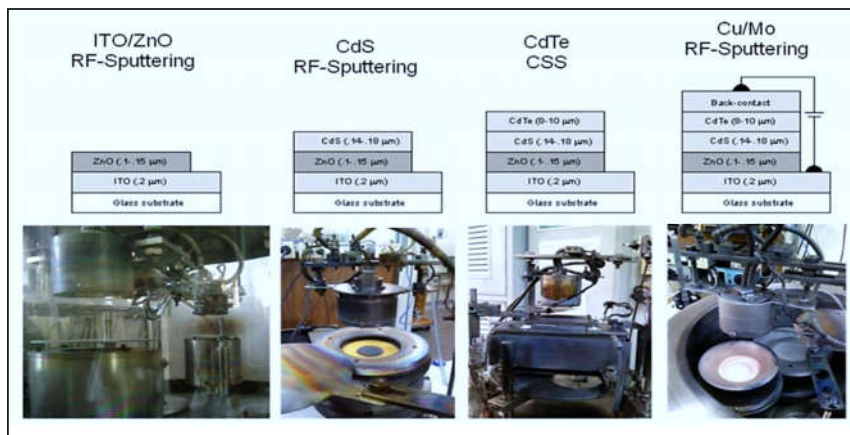 ITO/ZnO
RF-Sputtering
ZnO (.1-.15 µm)
ITO (.2 µm)
Glass substrate
CdS
RF-Sputtering
CdS (.14-.18 µm)
ZnO (.1-.15 µm)
ITO (.2 µm)
Glass substrate
CdTe
CSS
CdTe (8-10 µm)
CdS (.14-.18 µm)
ZnO (.1-.15 µm)
ITO (.2 µm)
Glass substrate
Cu/Mo
RF-Sputtering
Back-contact
CdTe (8-10 µm)
CdS (.14-.18 µm)
ZnO (.1-.15 µm)
ITO (.2 µm)
Glass substrate